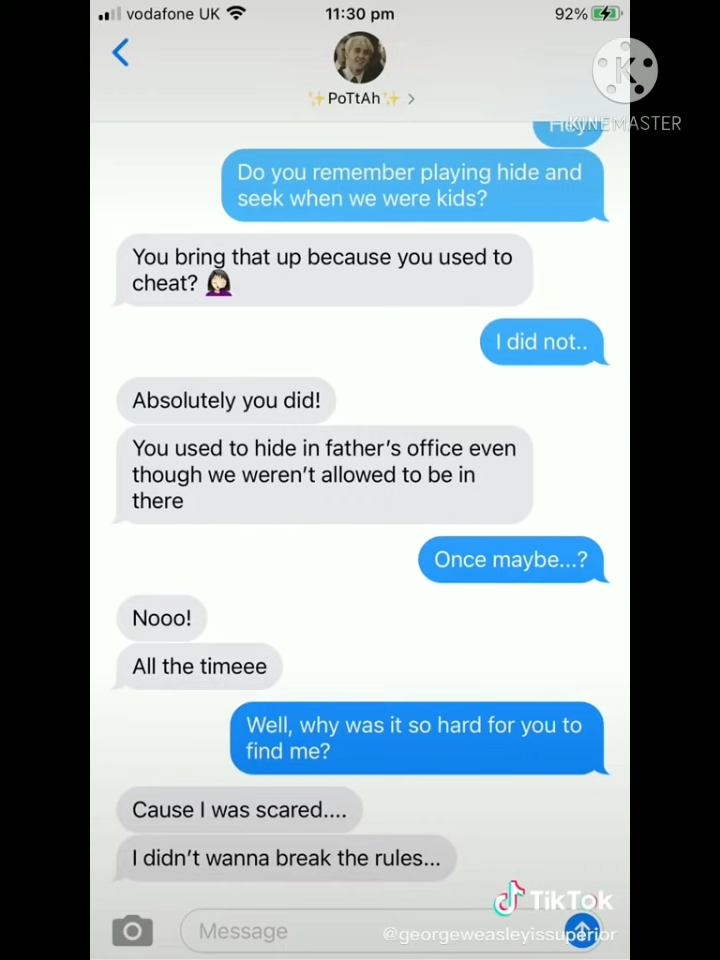 vodafone UK 11:30 pm 92%
K
✨PoTtAh✨ >
KINEMASTER
Hey
Do you remember playing hide and
seek when we were kids?
You bring that up because you used to
cheat? 🤦🏻‍♀️
I did not..
Absolutely you did!
You used to hide in father's office even
though we weren't allowed to be in
there
Once maybe...?
Nooo!
All the timeee
Well, why was it so hard for you to
find me?
Cause I was scared....
I didn't wanna break the rules...
TikTok
Message
@georgeweasleyissuperior